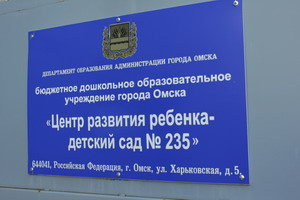 ДЕПАРТАМЕНТ ОБРАЗОВАНИЯ АДМИНИСТРАЦИИ ГОРОДА ОМСКА
бюджетное дошкольное образовательное
учреждение города Омска
«Центр развития ребенка-
детский сад № 235»
644041, Российская Федерация, г. Омск, ул. Харьковская, д. 5.